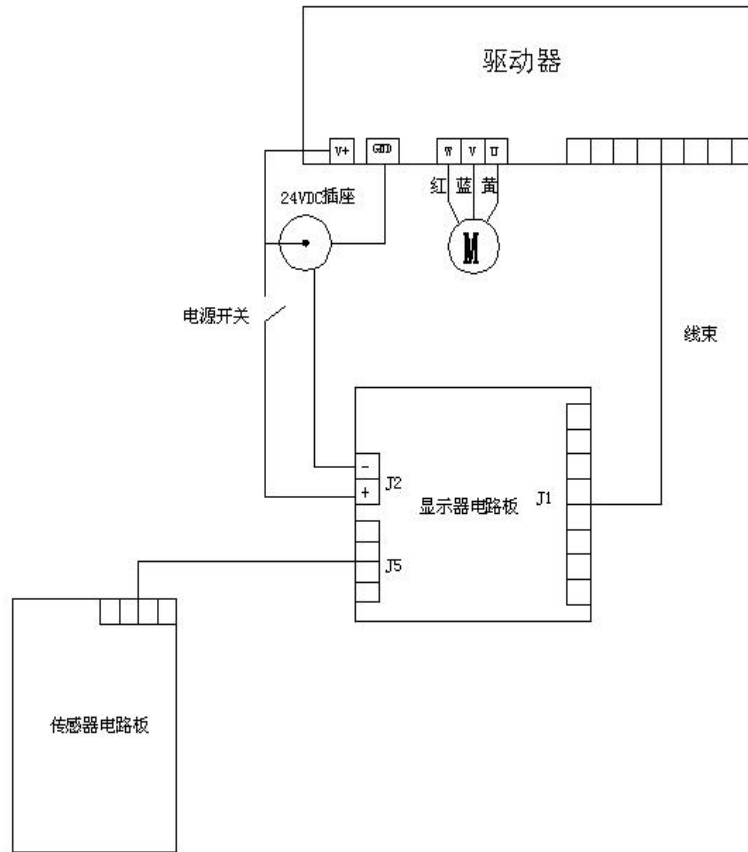 驱动器
V+ GND W V U
红 蓝 黄
24VDC插座
M
电源开关
线束
-
+
J2
显示器电路板
J1
J5
传感器电路板